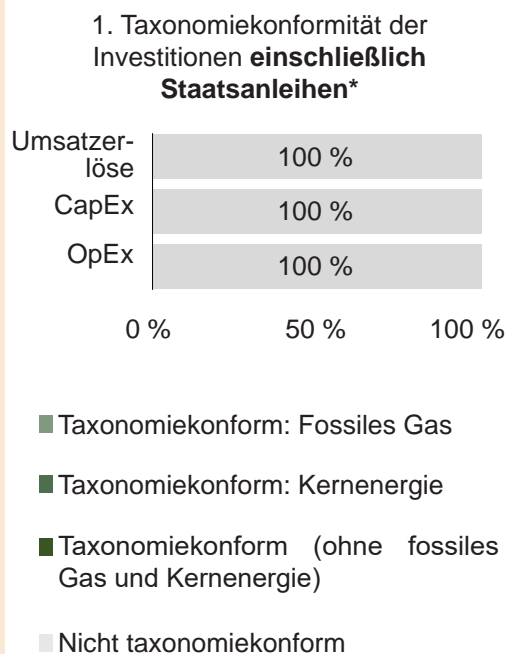 1. Taxonomiekonformität der
Investitionen einschließlich
Staatsanleihen*
Umsatzer-
löse
100 %
CapEx
100 %
OpEx
100 %
0 % 50 % 100 %
Taxonomiekonform: Fossiles Gas
Taxonomiekonform: Kernenergie
Taxonomiekonform (ohne fossiles
Gas und Kernenergie)
Nicht taxonomiekonform